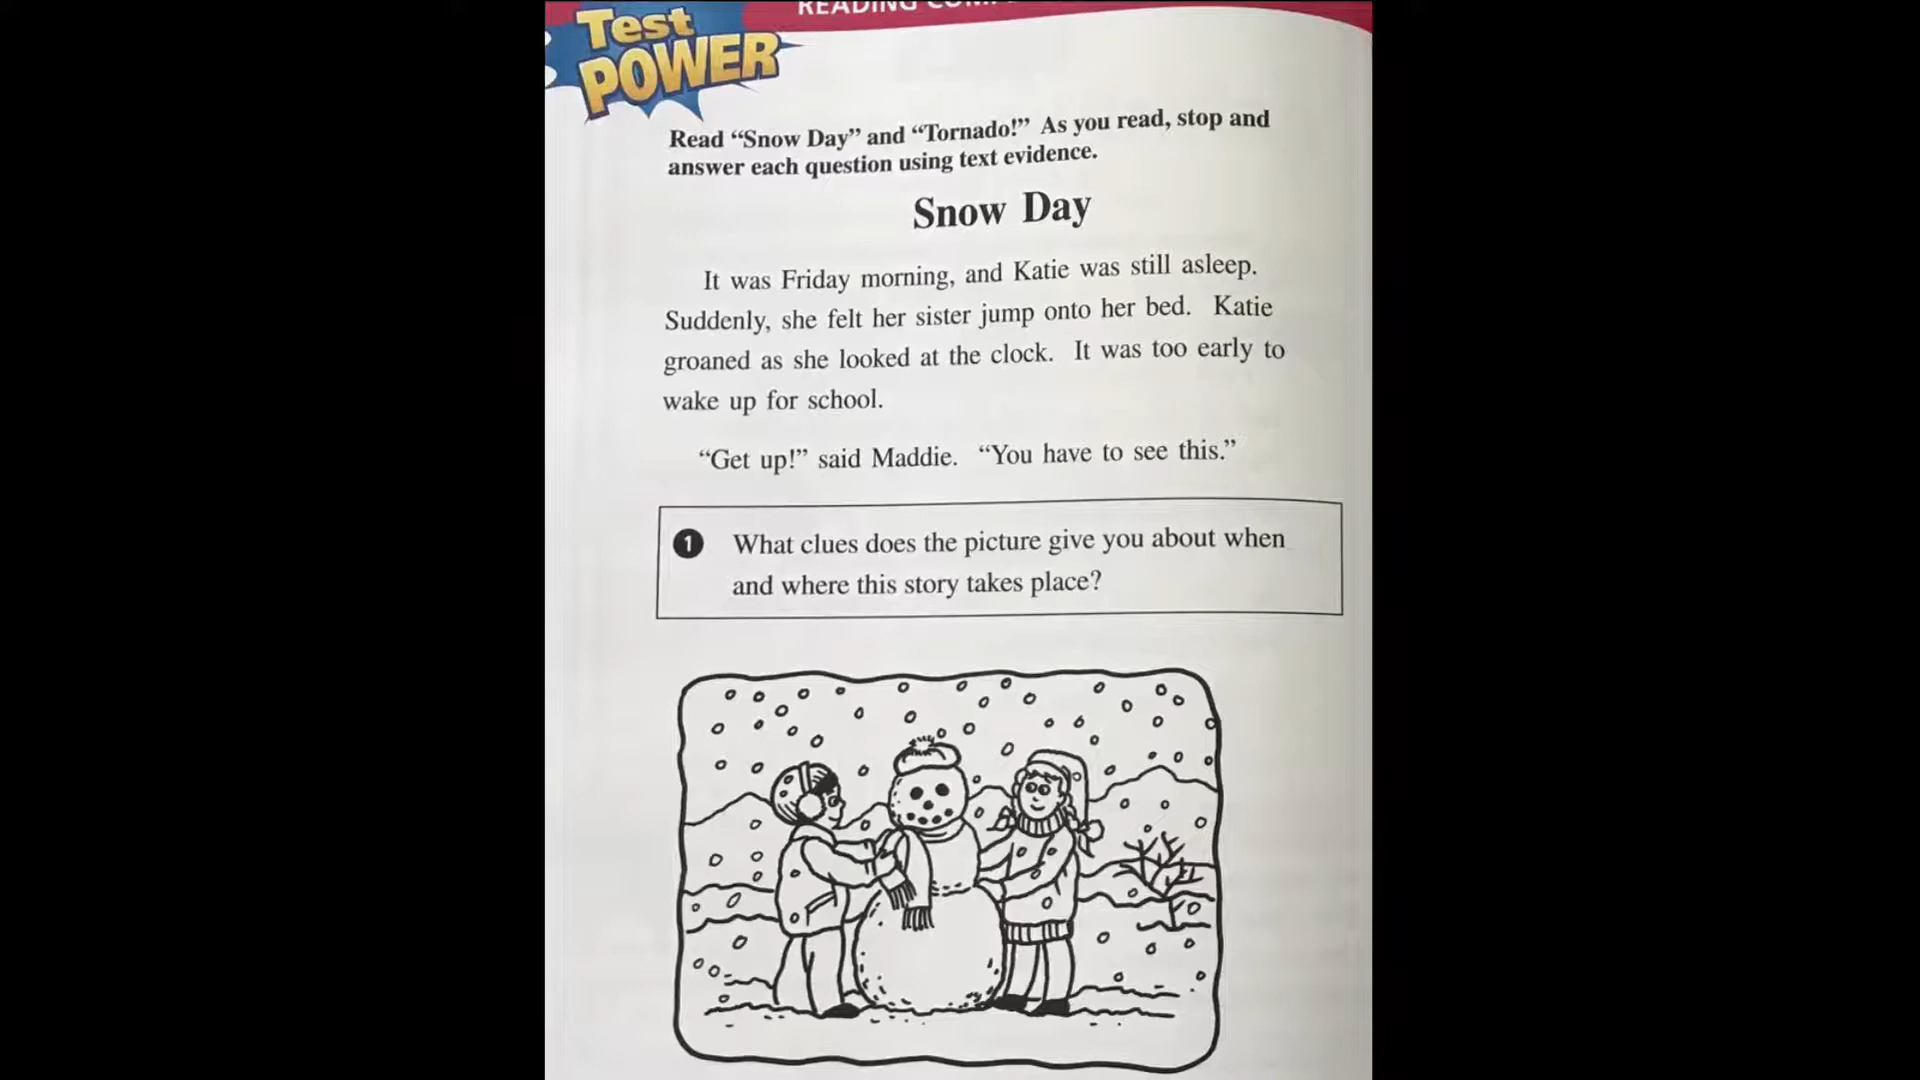 READING
Test
POWER
Read “Snow Day” and “Tornado!” As you read, stop and
answer each question using text evidence.
Snow Day
It was Friday morning, and Katie was still asleep.
Suddenly, she felt her sister jump onto her bed. Katie
groaned as she looked at the clock. It was too early to
wake up for school.
“Get up!” said Maddie. “You have to see this.”
1 What clues does the picture give you about when
and where this story takes place?